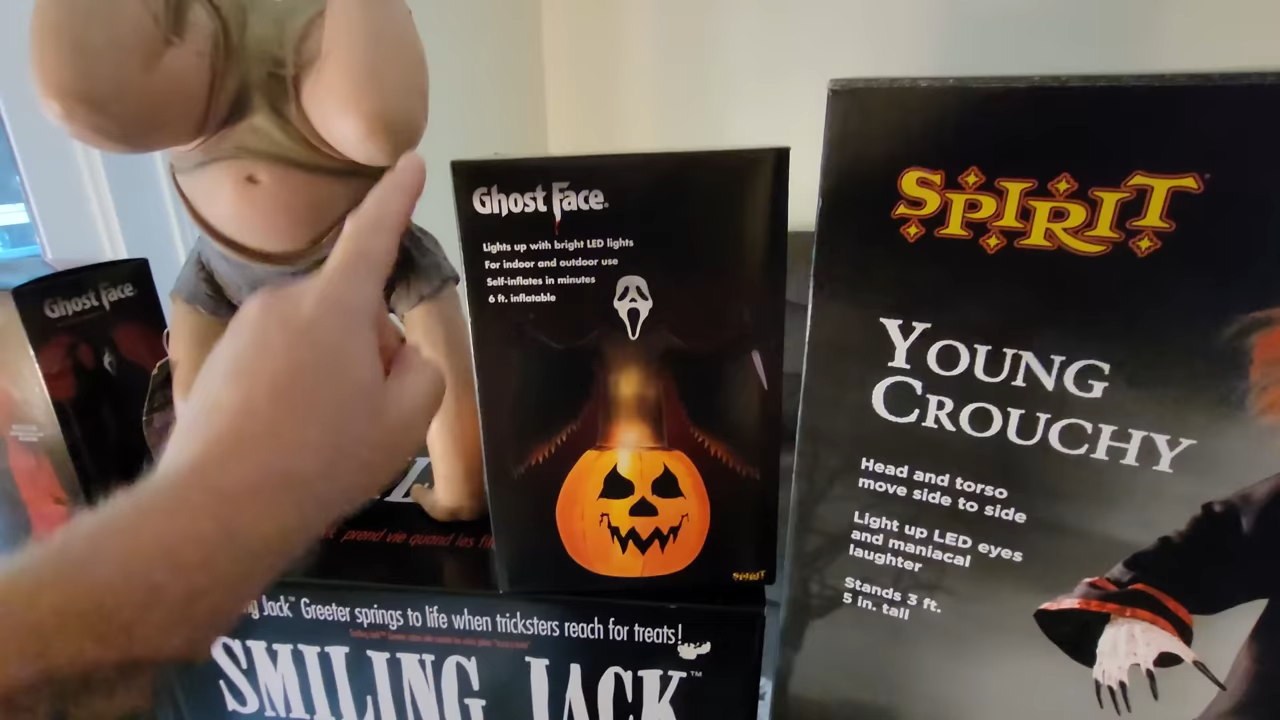 SPIRIT
Ghost Face
Lights up with bright LED lights
For indoor and outdoor use
Self-inflates in minutes
6 ft. inflatable
Ghost Face
YOUNG
CROUCHY
Head and torso
move side to side
Light up LED eyes
and maniacal
laughter
Stands 3 ft.
5 in. tall
prend vie quand les
SPIRIT
Jack™ Greeter springs to life when tricksters reach for treats!
SMILING JACK™